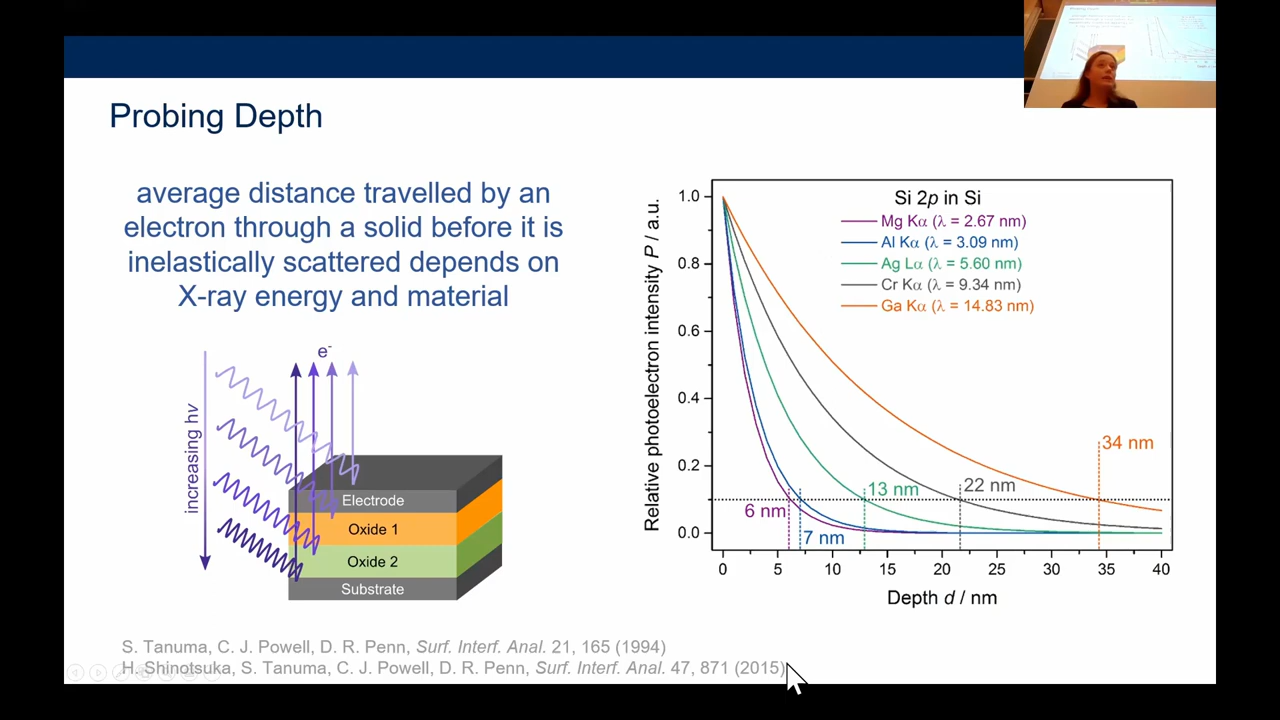 Probing Depth
average distance travelled by an
electron through a solid before it is
inelastically scattered depends on
X-ray energy and material
e-
increasing hν
Electrode
Oxide 1
Oxide 2
Substrate
Relative photoelectron intensity P / a.u.
1.0
0.8
0.6
0.4
0.2
0.0
Si 2p in Si
Mg Kα (λ = 2.67 nm)
Al Kα (λ = 3.09 nm)
Ag Lα (λ = 5.60 nm)
Cr Kα (λ = 9.34 nm)
Ga Kα (λ = 14.83 nm)
34 nm
22 nm
13 nm
6 nm
7 nm
0 5 10 15 20 25 30 35 40
Depth d / nm
S. Tanuma, C. J. Powell, D. R. Penn, Surf. Interf. Anal. 21, 165 (1994)
H. Shinotsuka, S. Tanuma, C. J. Powell, D. R. Penn, Surf. Interf. Anal. 47, 871 (2015)